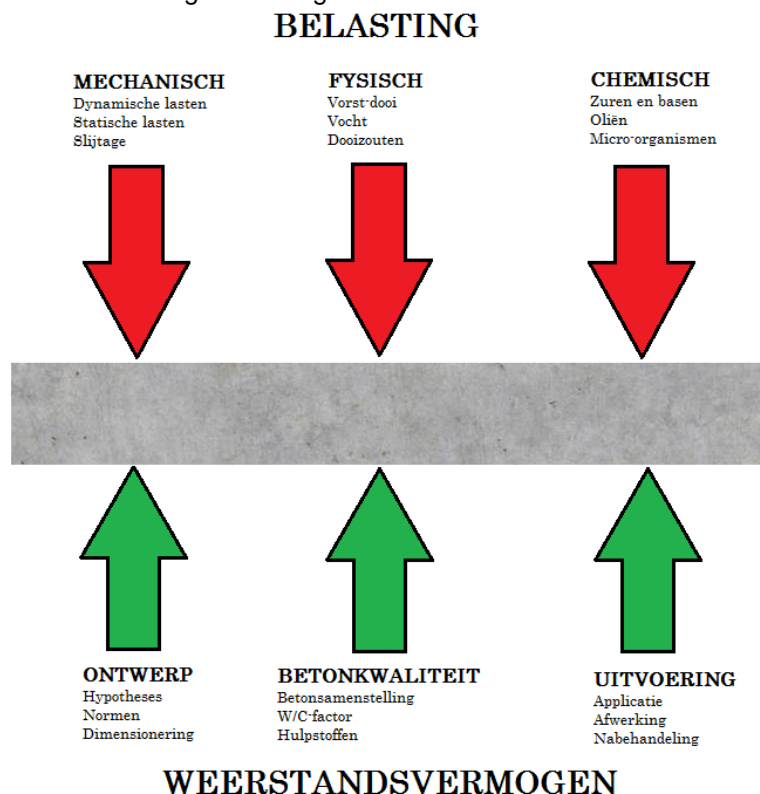 BELASTING
MECHANISCH
Dynamische lasten
Statische lasten
Slijtage
FYSISCH
Vorst-dooi
Vocht
Dooizouten
CHEMISCH
Zuren en basen
Oliën
Micro-organismen
ONTWERP
Hypotheses
Normen
Dimensionering
BETONKWALITEIT
Betonsamenstelling
W/C-factor
Hulpstoffen
UITVOERING
Applicatie
Afwerking
Nabehandeling
WEERSTANDSVERMOGEN